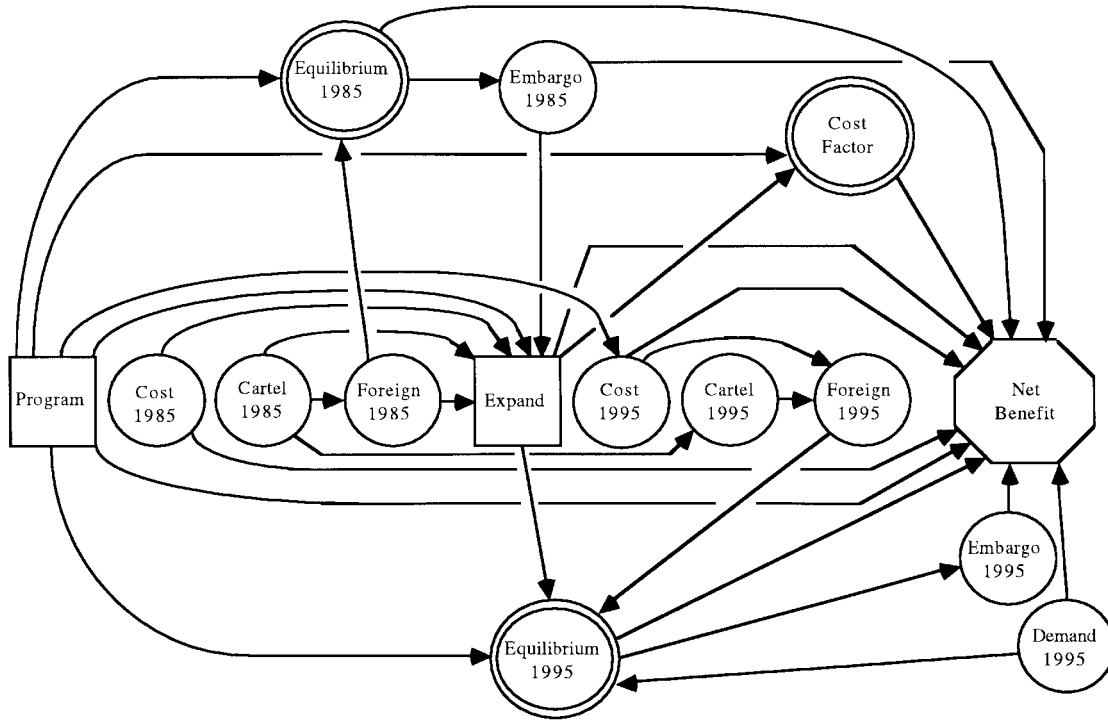 Equilibrium
1985
Embargo
1985
Cost
Factor
Program
Cost
1985
Cartel
1985
Foreign
1985
Expand
Cost
1995
Cartel
1995
Foreign
1995
Net
Benefit
Embargo
1995
Equilibrium
1995
Demand
1995